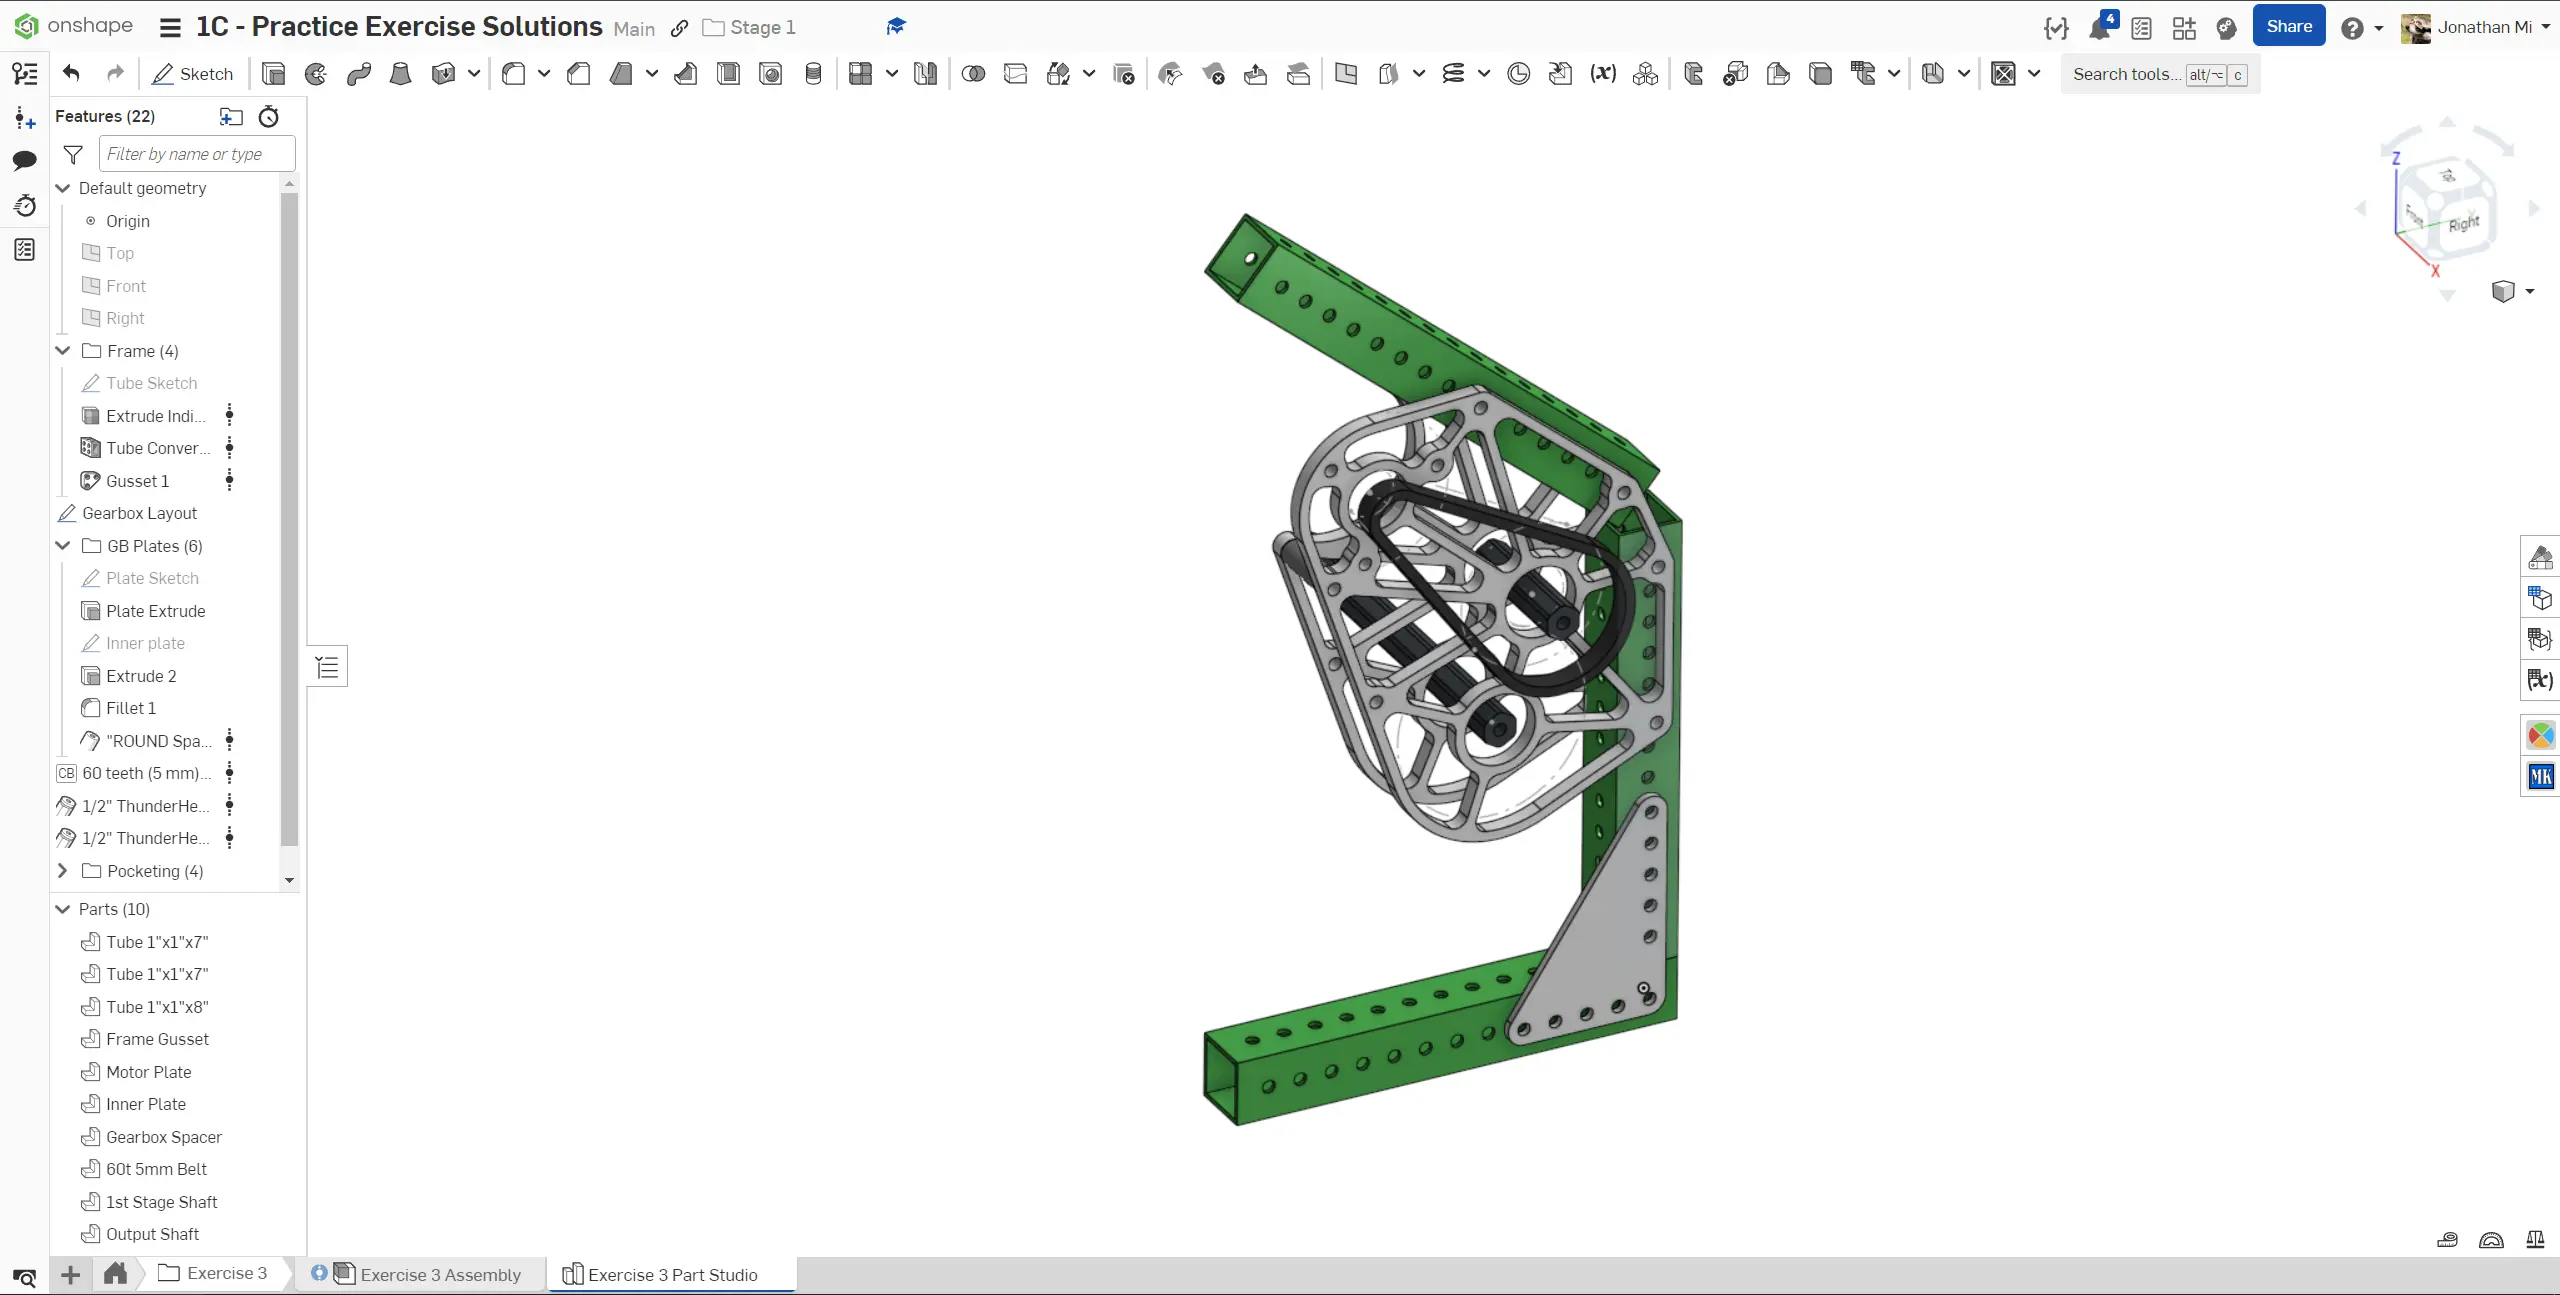 onshape 1C - Practice Exercise Solutions Main Stage 1 4 Share Jonathan Mi
Sketch (x) Search tools... alt/⌥ c
Features (22)
Filter by name or type
Default geometry
Origin
Top
Front
Right
Frame (4)
Tube Sketch
Extrude Indi...
Tube Conver...
Gusset 1
Gearbox Layout
GB Plates (6)
Plate Sketch
Plate Extrude
Inner plate
Extrude 2
Fillet 1
"ROUND Spa...
CB 60 teeth (5 mm)...
1/2" ThunderHe...
1/2" ThunderHe...
Pocketing (4)
Parts (10)
Tube 1"x1"x7"
Tube 1"x1"x7"
Tube 1"x1"x8"
Frame Gusset
Motor Plate
Inner Plate
Gearbox Spacer
60t 5mm Belt
1st Stage Shaft
Output Shaft
Z
Top
Front Right
X
(x)
MK
Exercise 3 Exercise 3 Assembly Exercise 3 Part Studio